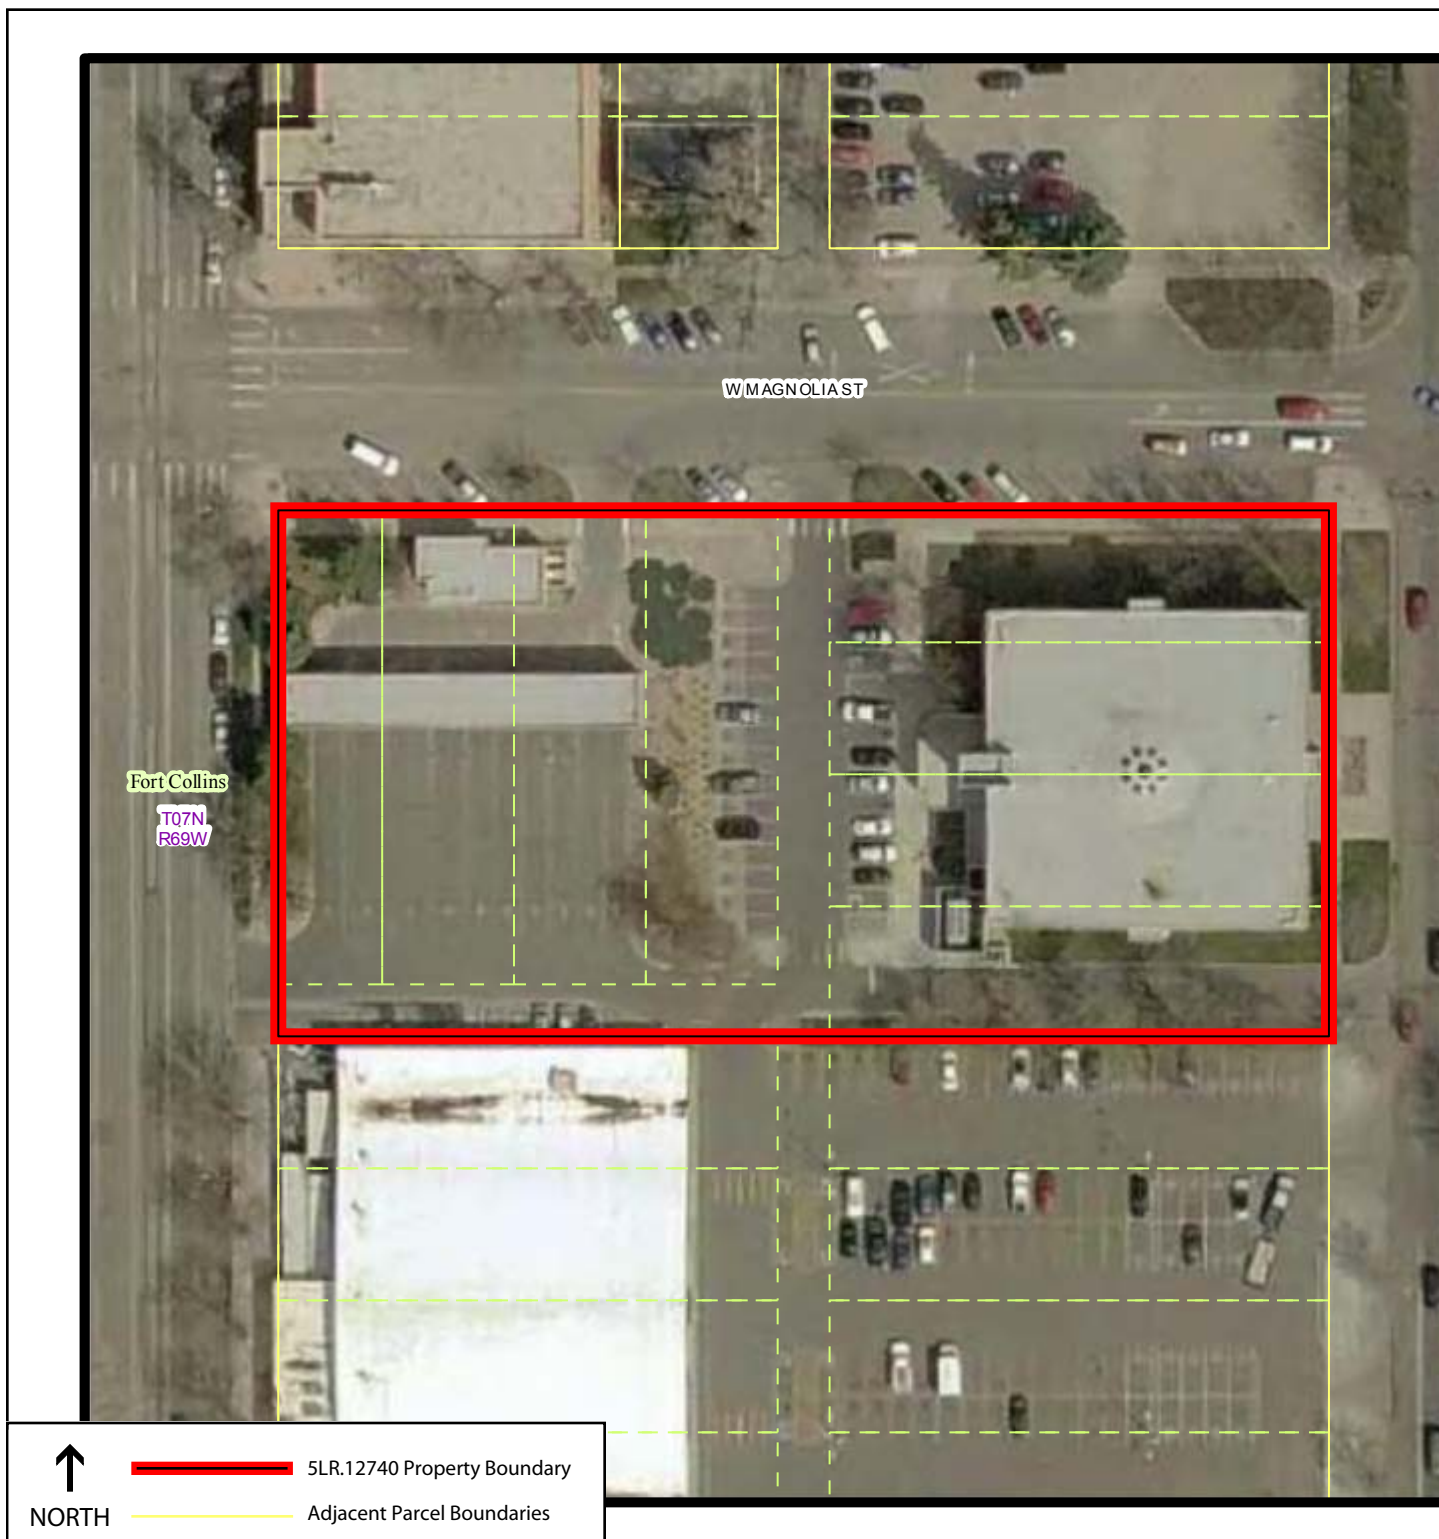 W MAGNOLIA ST
Fort Collins
T07N
R69W
NORTH
5LR.12740 Property Boundary
Adjacent Parcel Boundaries